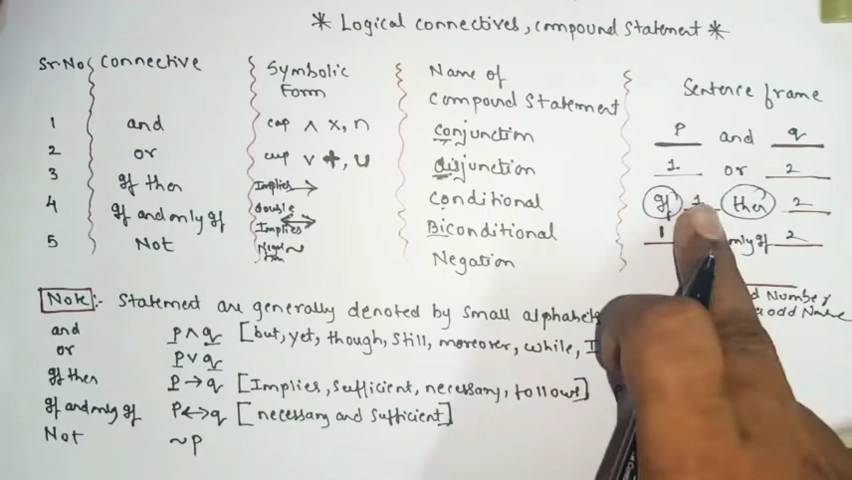 * Logical connectives, compound statement *
Sr.No Connective Symbolic Form Name of compound statement Sentence frame
1 and cap ∧ x, n conjunction p and q
2 or cup ∨ +, ∪ disjunction 1 or 2
3 If then Implies → Conditional If 1 then 2
4 If and only if double Implies ↔ Biconditional 1 only if 2
5 Not ~ Negation
Note :- Statement are generally denoted by small alphabets
and p∧q [but, yet, though, still, moreover, while,
or p∨q
If then p→q [Implies, sufficient, necessary, follows]
If and only if p↔q [necessary and sufficient]
Not ~p
Number
odd